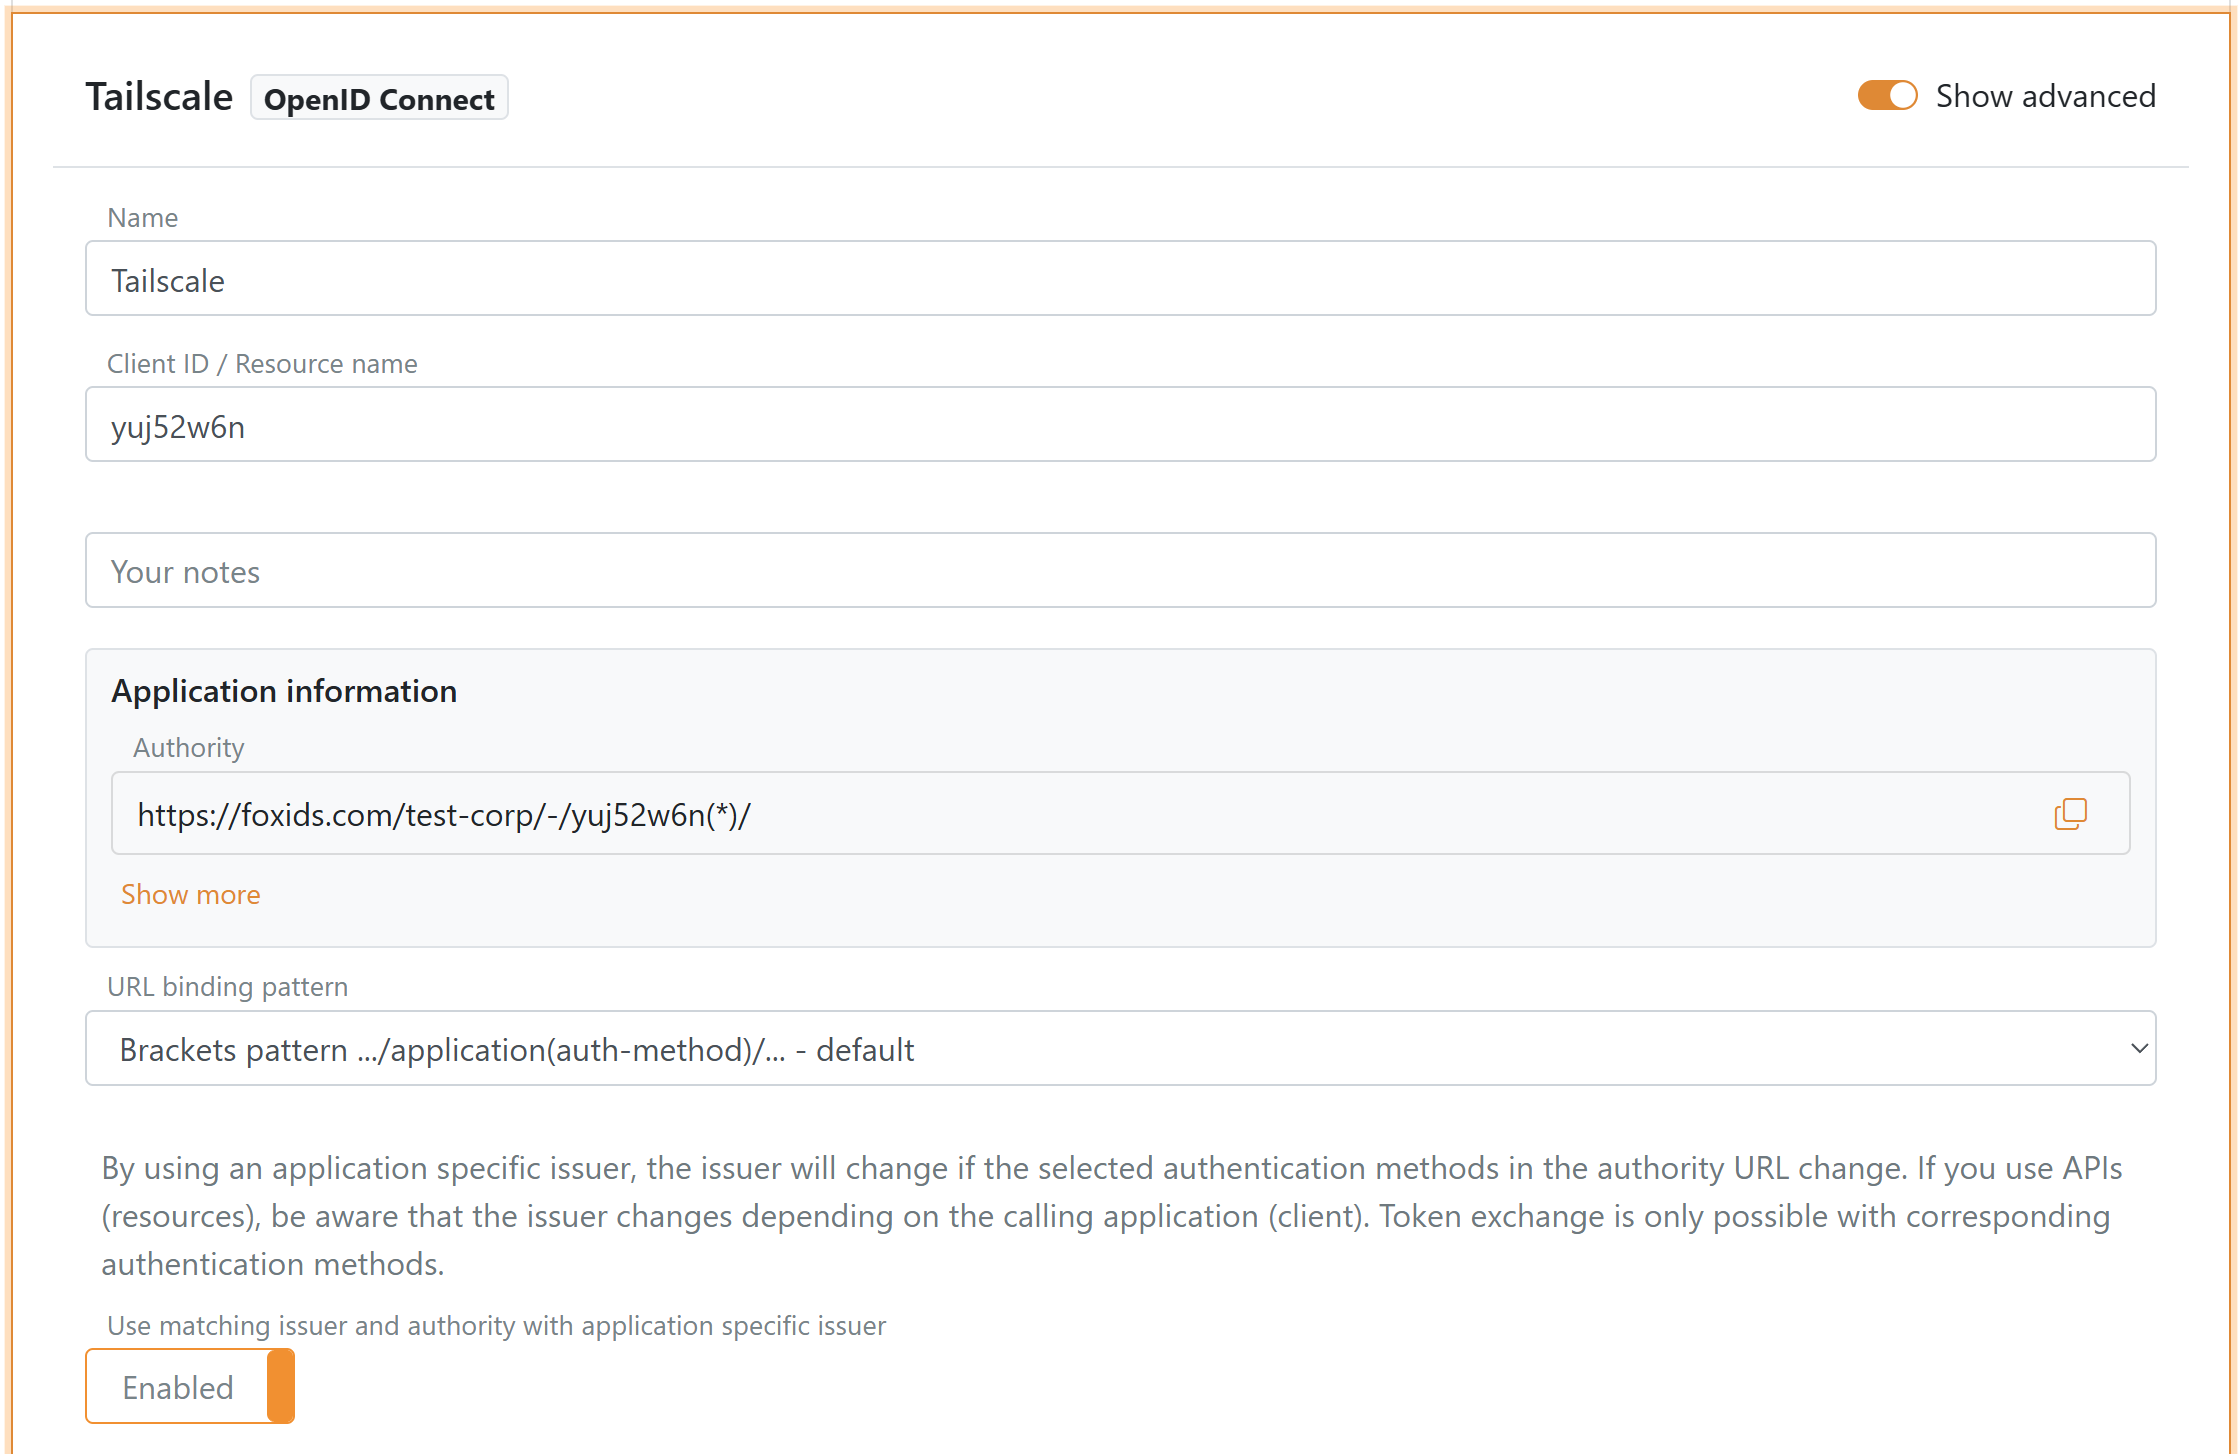 Tailscale OpenID Connect
Show advanced
Name
Tailscale
Client ID / Resource name
yuj52w6n
Your notes
Application information
Authority
https://foxids.com/test-corp/-/yuj52w6n(*)/
Show more
URL binding pattern
Brackets pattern .../application(auth-method)/... - default
By using an application specific issuer, the issuer will change if the selected authentication methods in the authority URL change. If you use APIs
(resources), be aware that the issuer changes depending on the calling application (client). Token exchange is only possible with corresponding
authentication methods.
Use matching issuer and authority with application specific issuer
Enabled